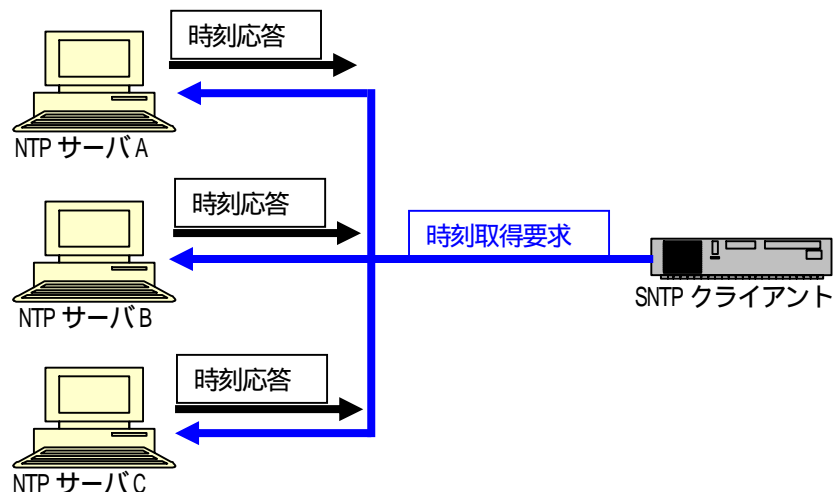 時刻応答
NTP サーバ A
時刻応答
時刻取得要求
NTP サーバ B
SNTP クライアント
時刻応答
NTP サーバ C